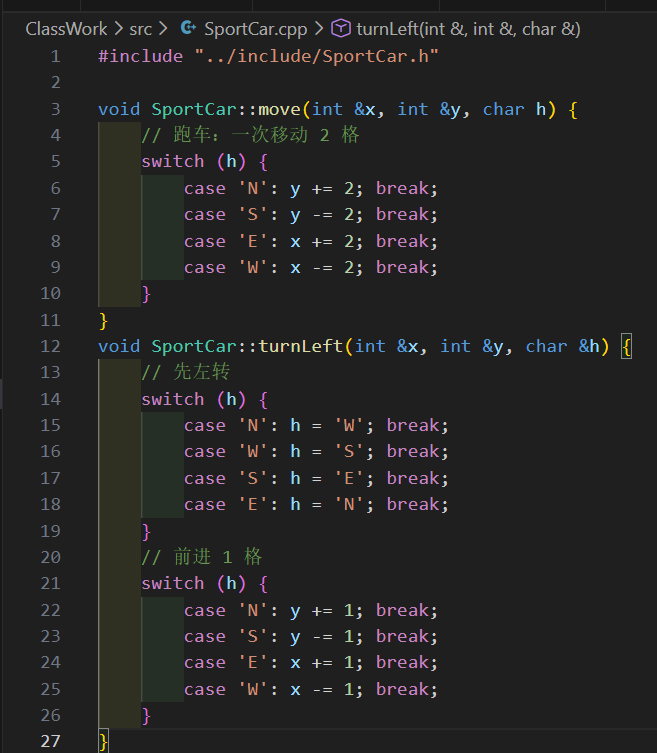 ClassWork > src > SportCar.cpp > turnLeft(int &, int &, char &)
1 #include "../include/SportCar.h"
2
3 void SportCar::move(int &x, int &y, char h) {
4     // 跑车：一次移动 2 格
5     switch (h) {
6         case 'N': y += 2; break;
7         case 'S': y -= 2; break;
8         case 'E': x += 2; break;
9         case 'W': x -= 2; break;
10     }
11 }
12 void SportCar::turnLeft(int &x, int &y, char &h) {
13     // 先左转
14     switch (h) {
15         case 'N': h = 'W'; break;
16         case 'W': h = 'S'; break;
17         case 'S': h = 'E'; break;
18         case 'E': h = 'N'; break;
19     }
20     // 前进 1 格
21     switch (h) {
22         case 'N': y += 1; break;
23         case 'S': y -= 1; break;
24         case 'E': x += 1; break;
25         case 'W': x -= 1; break;
26     }
27 }